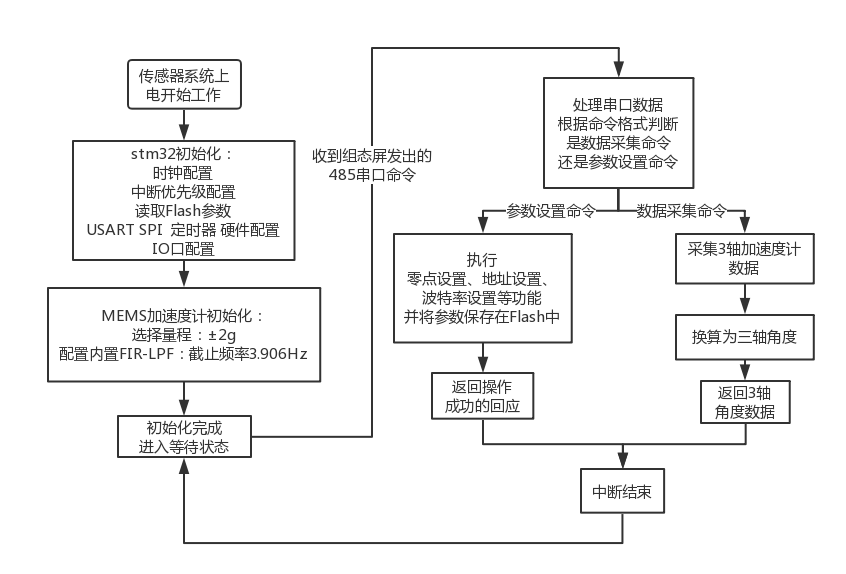 传感器系统上
电开始工作
stm32初始化：
时钟配置
中断优先级配置
读取Flash参数
USART SPI 定时器 硬件配置
IO口配置
MEMS加速度计初始化：
选择量程：±2g
配置内置FIR-LPF：截止频率3.906Hz
初始化完成
进入等待状态
收到组态屏发出的
485串口命令
处理串口数据
根据命令格式判断
是数据采集命令
还是参数设置命令
参数设置命令
数据采集命令
执行
零点设置、地址设置、
波特率设置等功能
并将参数保存在Flash中
返回操作
成功的回应
采集3轴加速度计
数据
换算为三轴角度
返回3轴
角度数据
中断结束